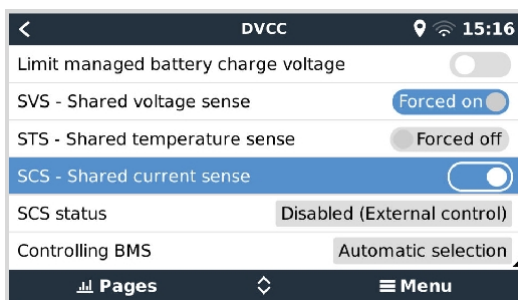 DVCC 15:16
Limit managed battery charge voltage
SVS - Shared voltage sense Forced on
STS - Shared temperature sense Forced off
SCS - Shared current sense
SCS status Disabled (External control)
Controlling BMS Automatic selection
Pages Menu